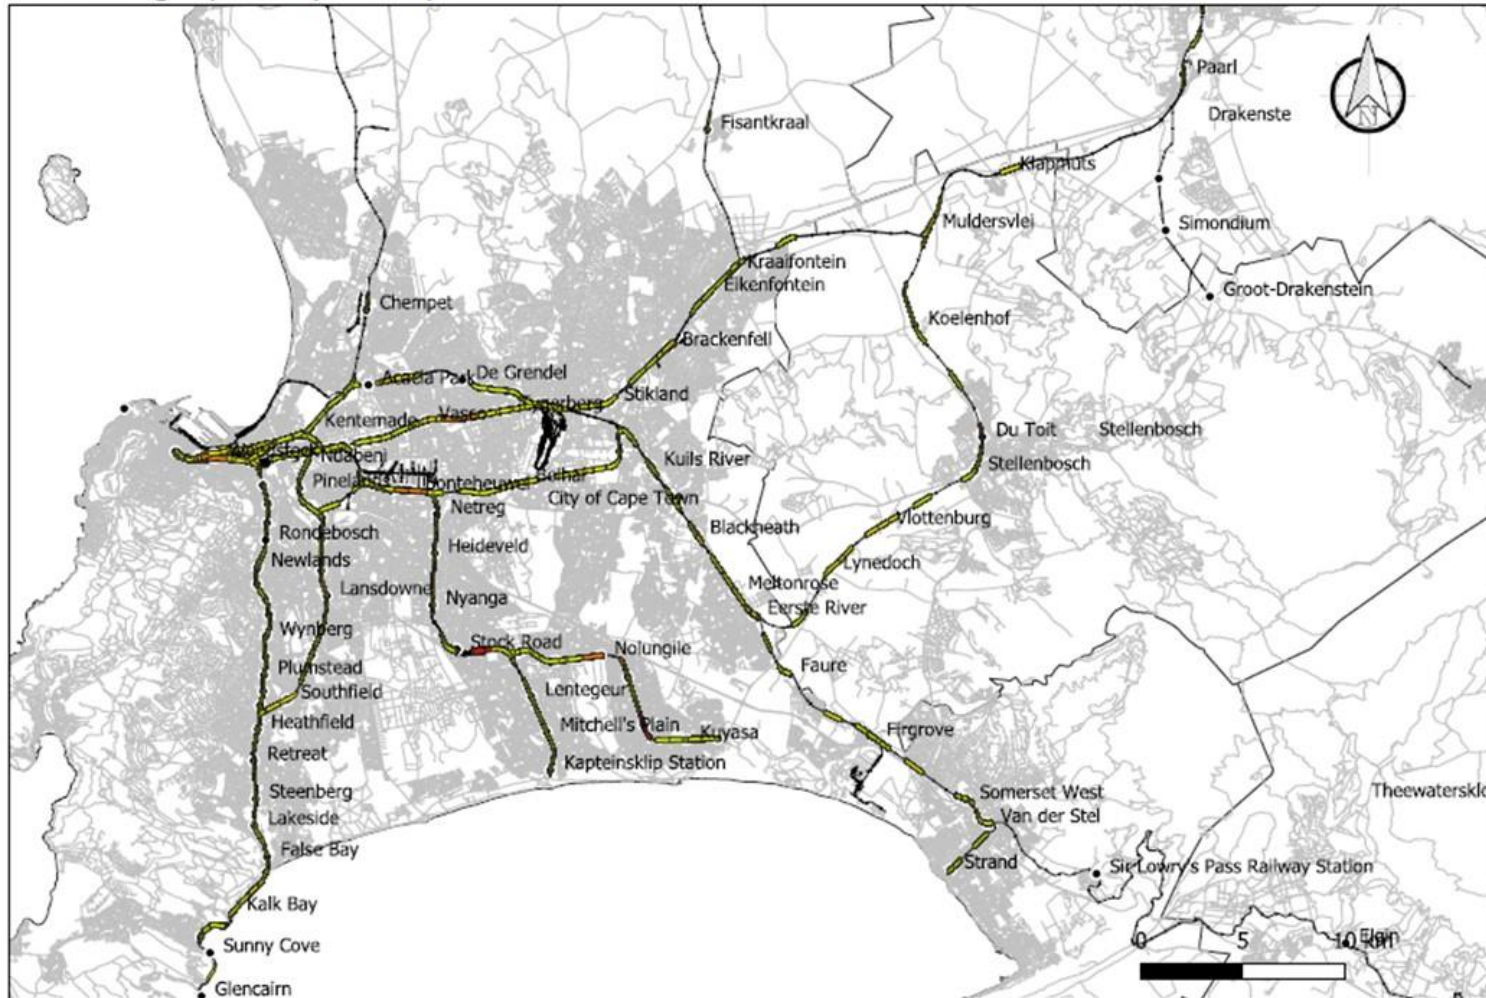 Paarl
Drakenste
Fisantkraal
Klapmuts
N
Muldersvlei
Simondium
Kraaifontein
Eikenfontein
Groot-Drakenstein
Chempet
Koelenhof
Brackenfell
Acacia Park
De Grendel
Stikland
Kentemade
Vasco
Du Toit
Stellenbosch
Ndabeni
Kuils River
Stellenbosch
Pinelands
Bonteheuwel
City of Cape Town
Netreg
Vlottenburg
Rondebosch
Blackheath
Heideveld
Newlands
Lynedoch
Lansdowne
Meltonrose
Nyanga
Eerste River
Wynberg
Stock Road
Nolungile
Plumstead
Faure
Southfield
Lentegeur
Heathfield
Mitchell's Plain
Kuyasa
Firgrove
Retreat
Kapteinsklip Station
Steenberg
Somerset West
Theewaterskl
Lakeside
Van der Stel
False Bay
Strand
Sir Lowry's Pass Railway Station
Kalk Bay
Sunny Cove
0 5 10 km
Elgin
Glencairn